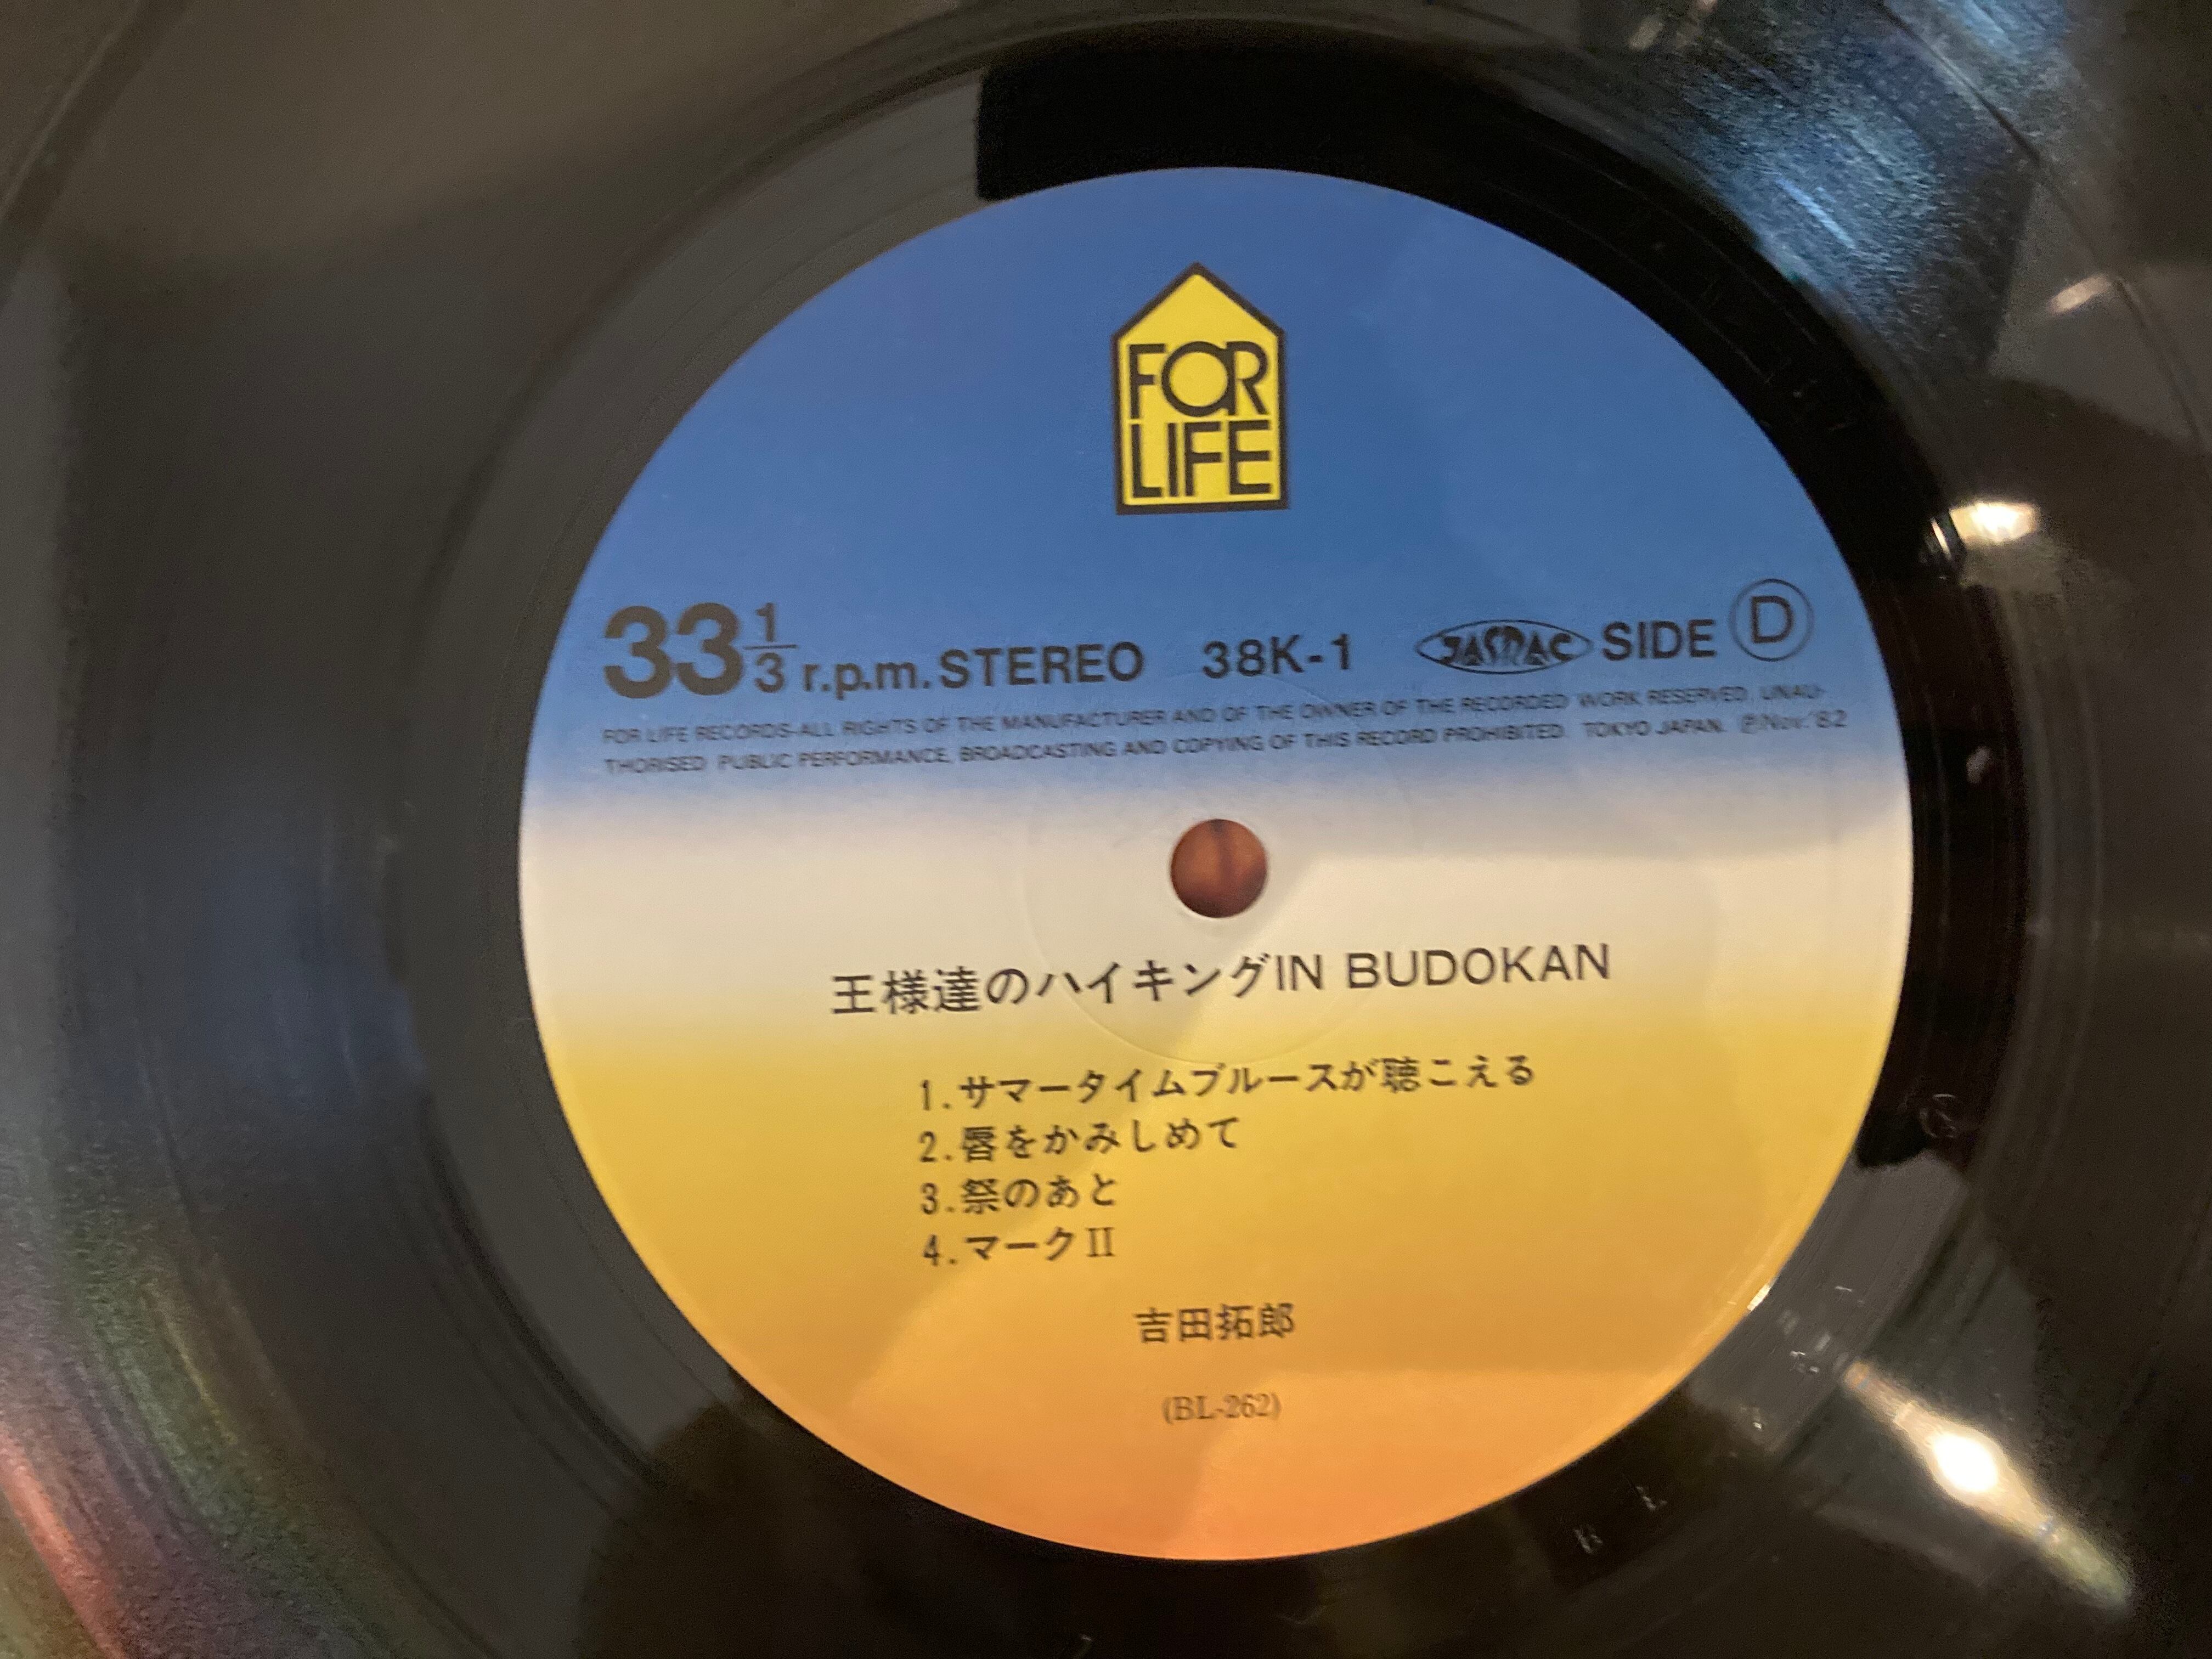 FOR
LIFE
33 1/3 r.p.m. STEREO 38K-1 JASRAC SIDE D
FOR LIFE RECORDS-ALL RIGHTS OF THE MANUFACTURER AND OF THE OWNER OF THE RECORDED WORK RESERVED. UNAU-
THORISED PUBLIC PERFORMANCE, BROADCASTING AND COPYING OF THIS RECORD PROHIBITED. TOKYO JAPAN. ℗Nov.'82
王様達のハイキングIN BUDOKAN
1.サマータイムブルースが聴こえる
2.唇をかみしめて
3.祭のあと
4.マークII
吉田拓郎
(BL-262)